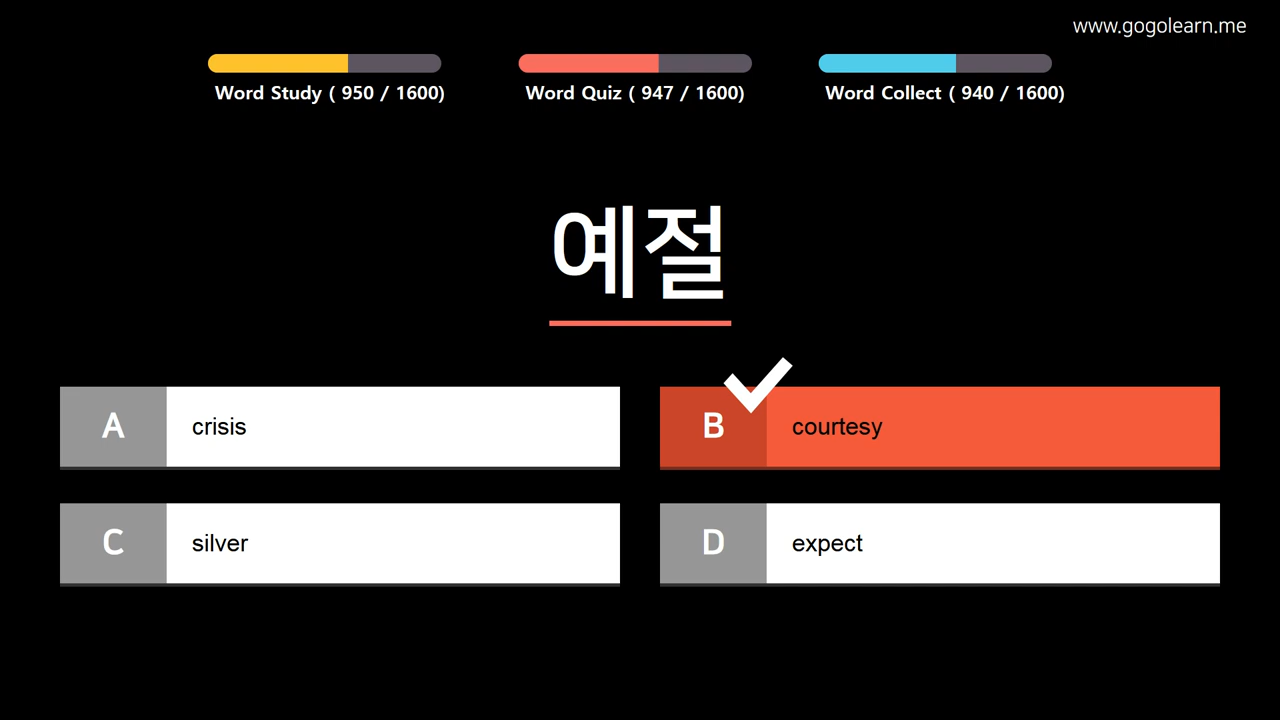 www.gogolearn.me
Word Study ( 950 / 1600)
Word Quiz ( 947 / 1600)
Word Collect ( 940 / 1600)
예절
A
crisis
B
courtesy
C
silver
D
expect